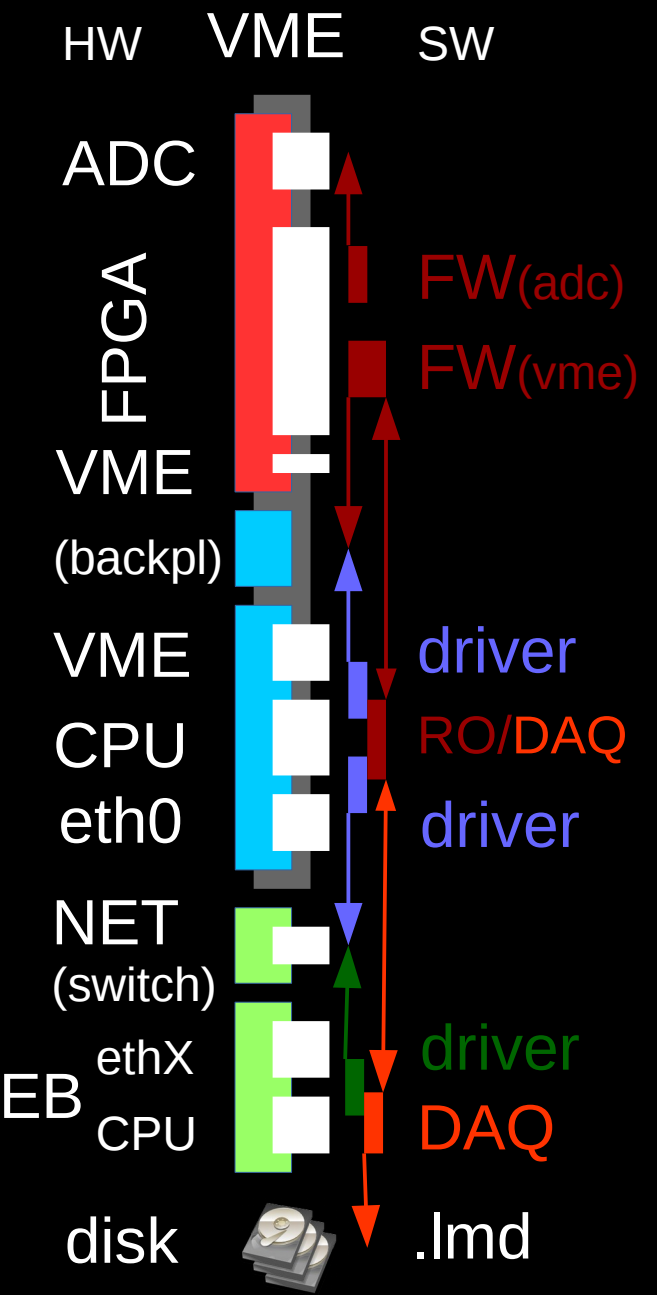 HW VME SW
ADC
FPGA
FW(adc)
FW(vme)
VME
(backpl)
VME driver
CPU RO/DAQ
eth0 driver
NET
(switch)
ethX driver
EB
CPU DAQ
disk .lmd